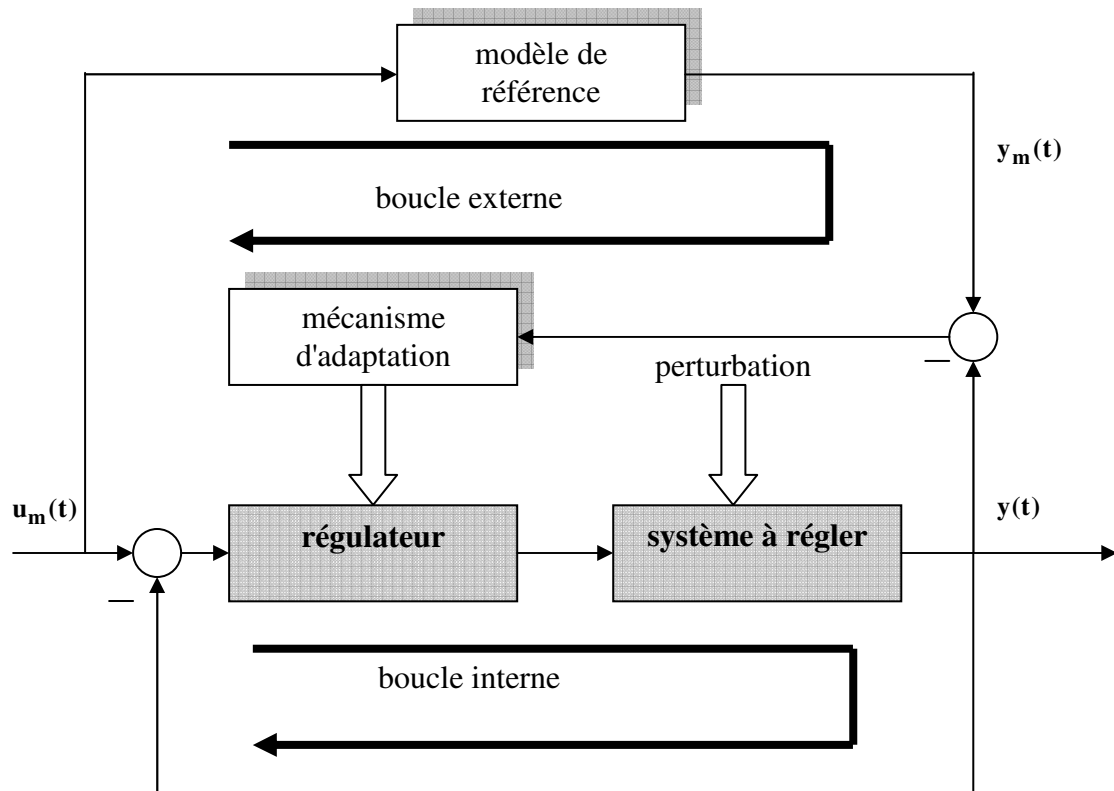 modèle de
référence
y_m(t)
boucle externe
mécanisme
d'adaptation
perturbation
u_m(t)
régulateur
système à régler
y(t)
boucle interne